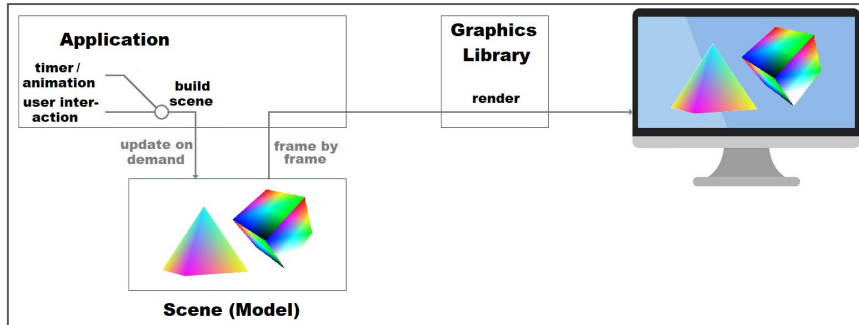 Application
timer/
animation
user inter-
action
build
scene
update on
demand
frame by
frame
Graphics
Library
render
Scene (Model)